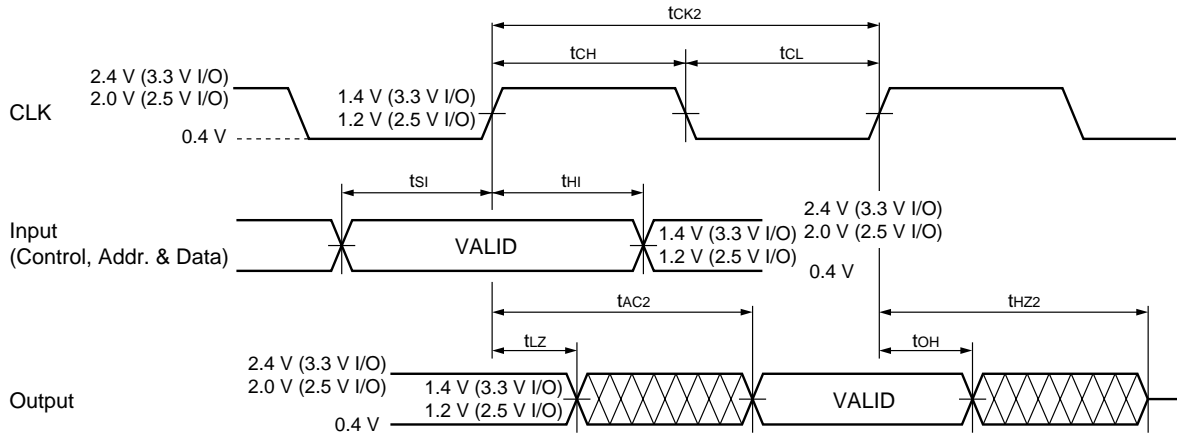 tCK2
tCH
tCL
2.4 V (3.3 V I/O)
2.0 V (2.5 V I/O)
1.4 V (3.3 V I/O)
1.2 V (2.5 V I/O)
CLK
0.4 V
tSI
tHI
Input
(Control, Addr. & Data)
VALID
1.4 V (3.3 V I/O)
1.2 V (2.5 V I/O)
2.4 V (3.3 V I/O)
2.0 V (2.5 V I/O)
0.4 V
tAC2
tHZ2
tLZ
tOH
2.4 V (3.3 V I/O)
2.0 V (2.5 V I/O)
1.4 V (3.3 V I/O)
1.2 V (2.5 V I/O)
Output
0.4 V
VALID